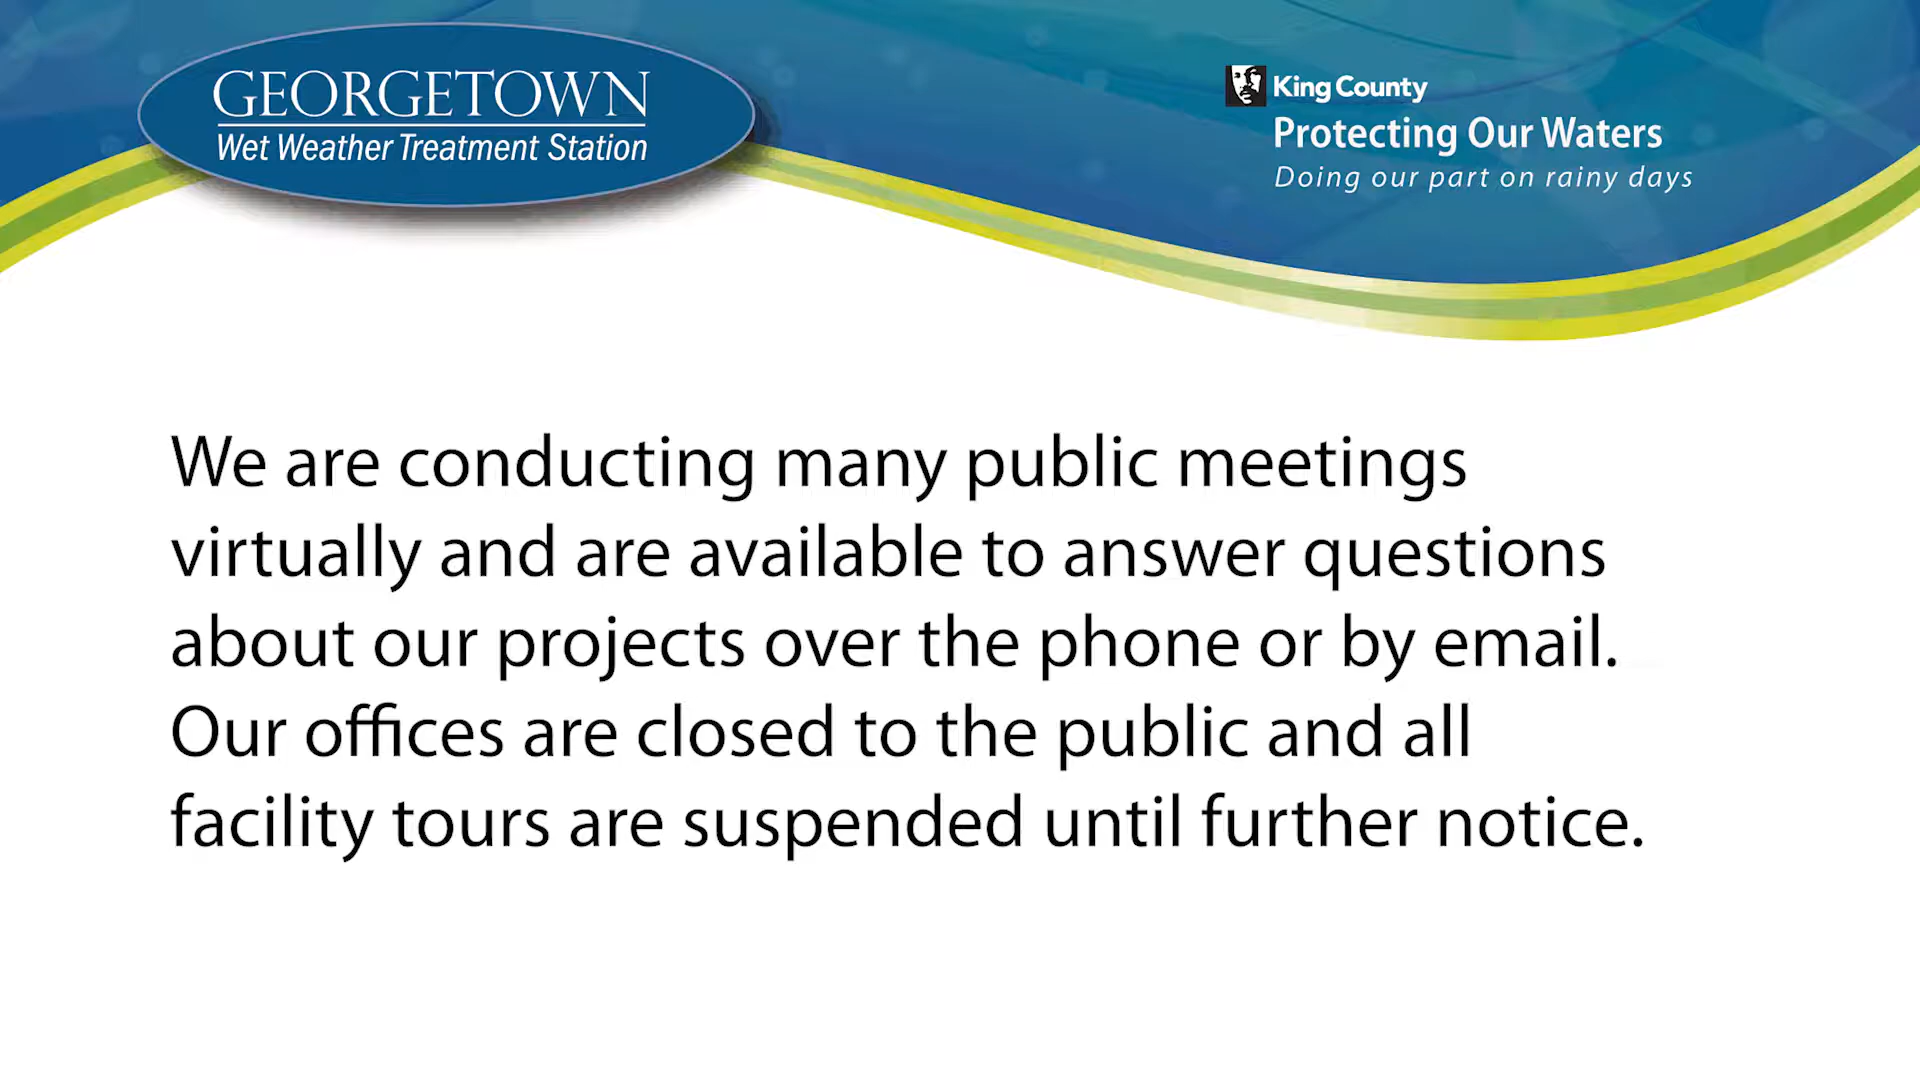 GEORGETOWN
Wet Weather Treatment Station
King County
Protecting Our Waters
Doing our part on rainy days
We are conducting many public meetings
virtually and are available to answer questions
about our projects over the phone or by email.
Our offices are closed to the public and all
facility tours are suspended until further notice.